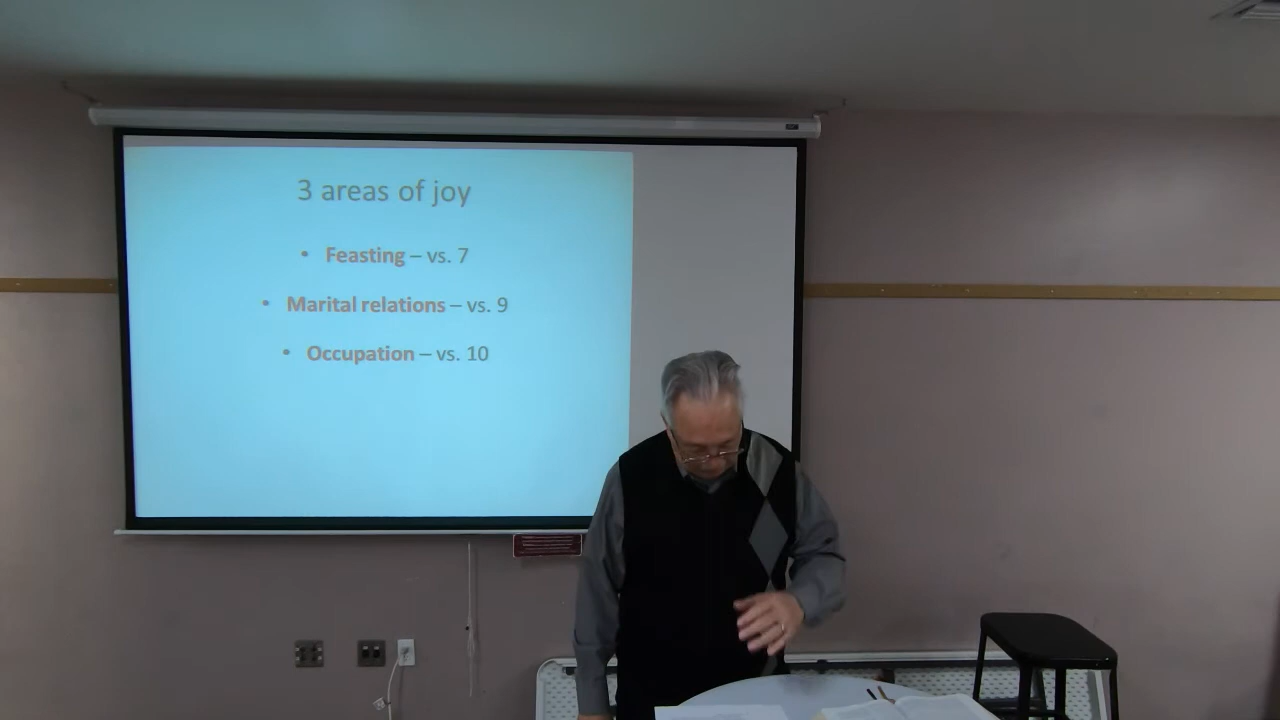 3 areas of joy
• Feasting – vs. 7
• Marital relations – vs. 9
• Occupation – vs. 10